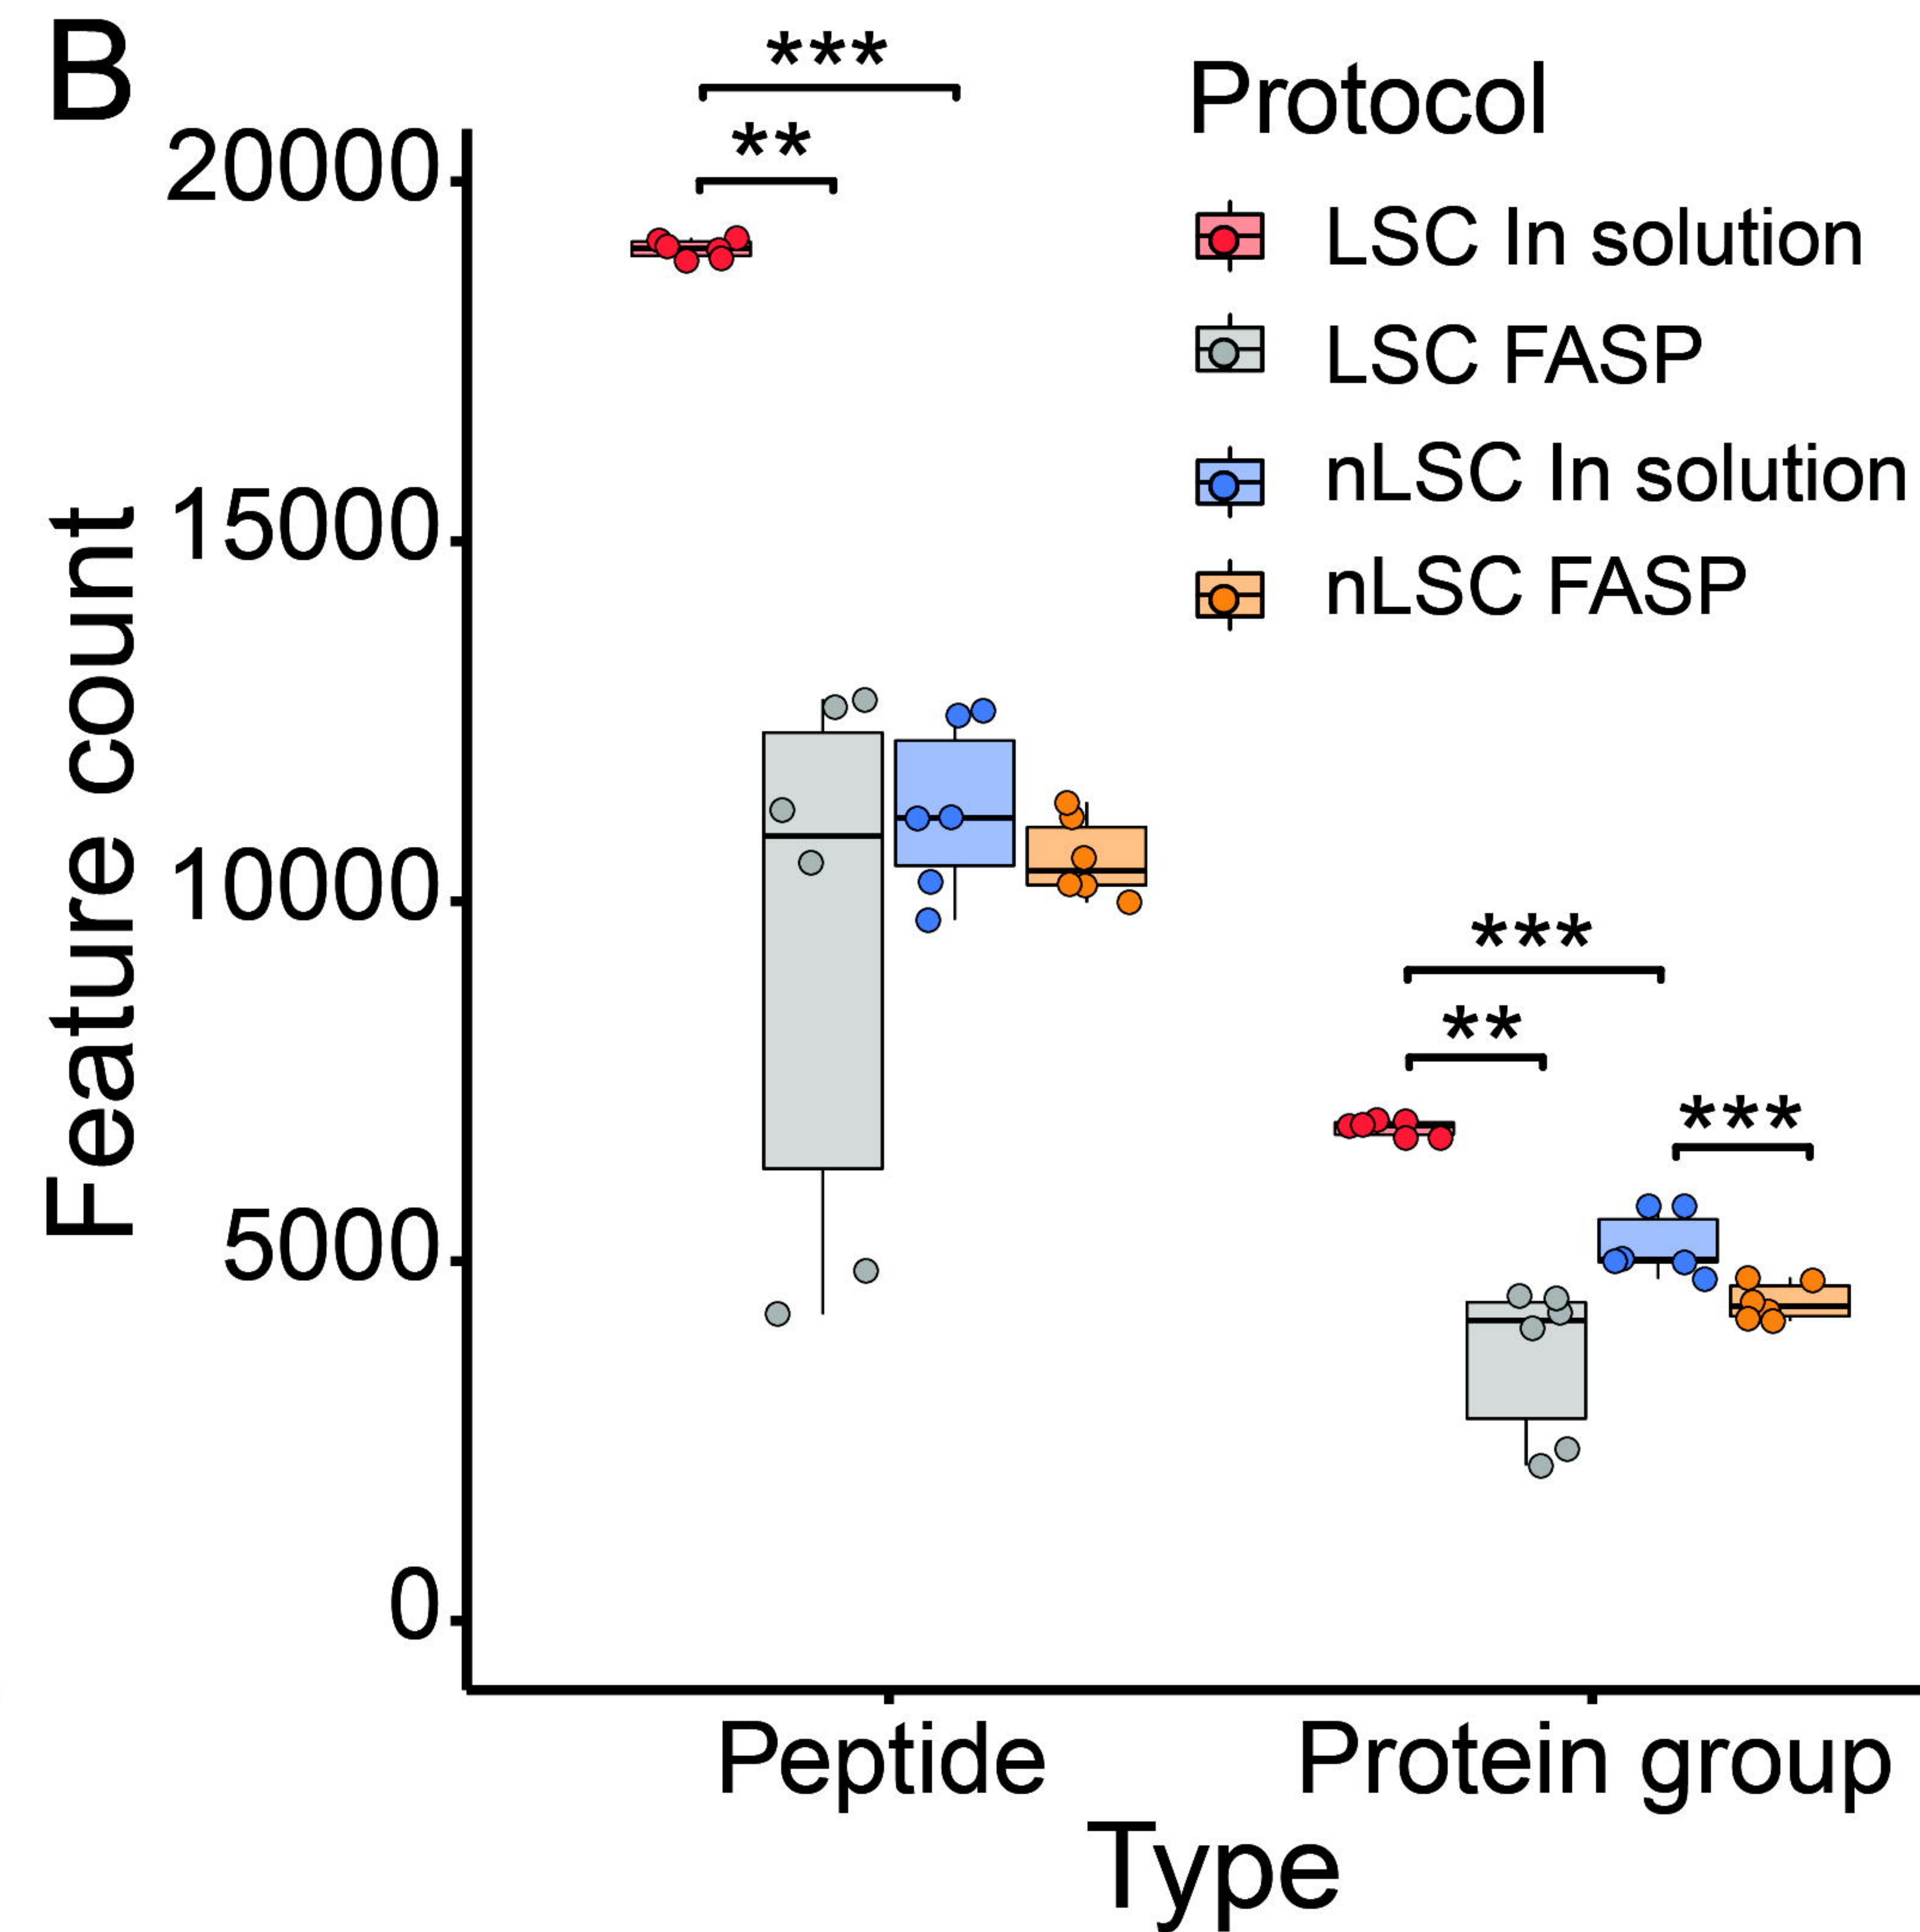 B
***
**
Protocol
LSC In solution
LSC FASP
nLSC In solution
nLSC FASP
Feature count
20000
15000
10000
5000
0
***
**
***
Peptide
Protein group
Type